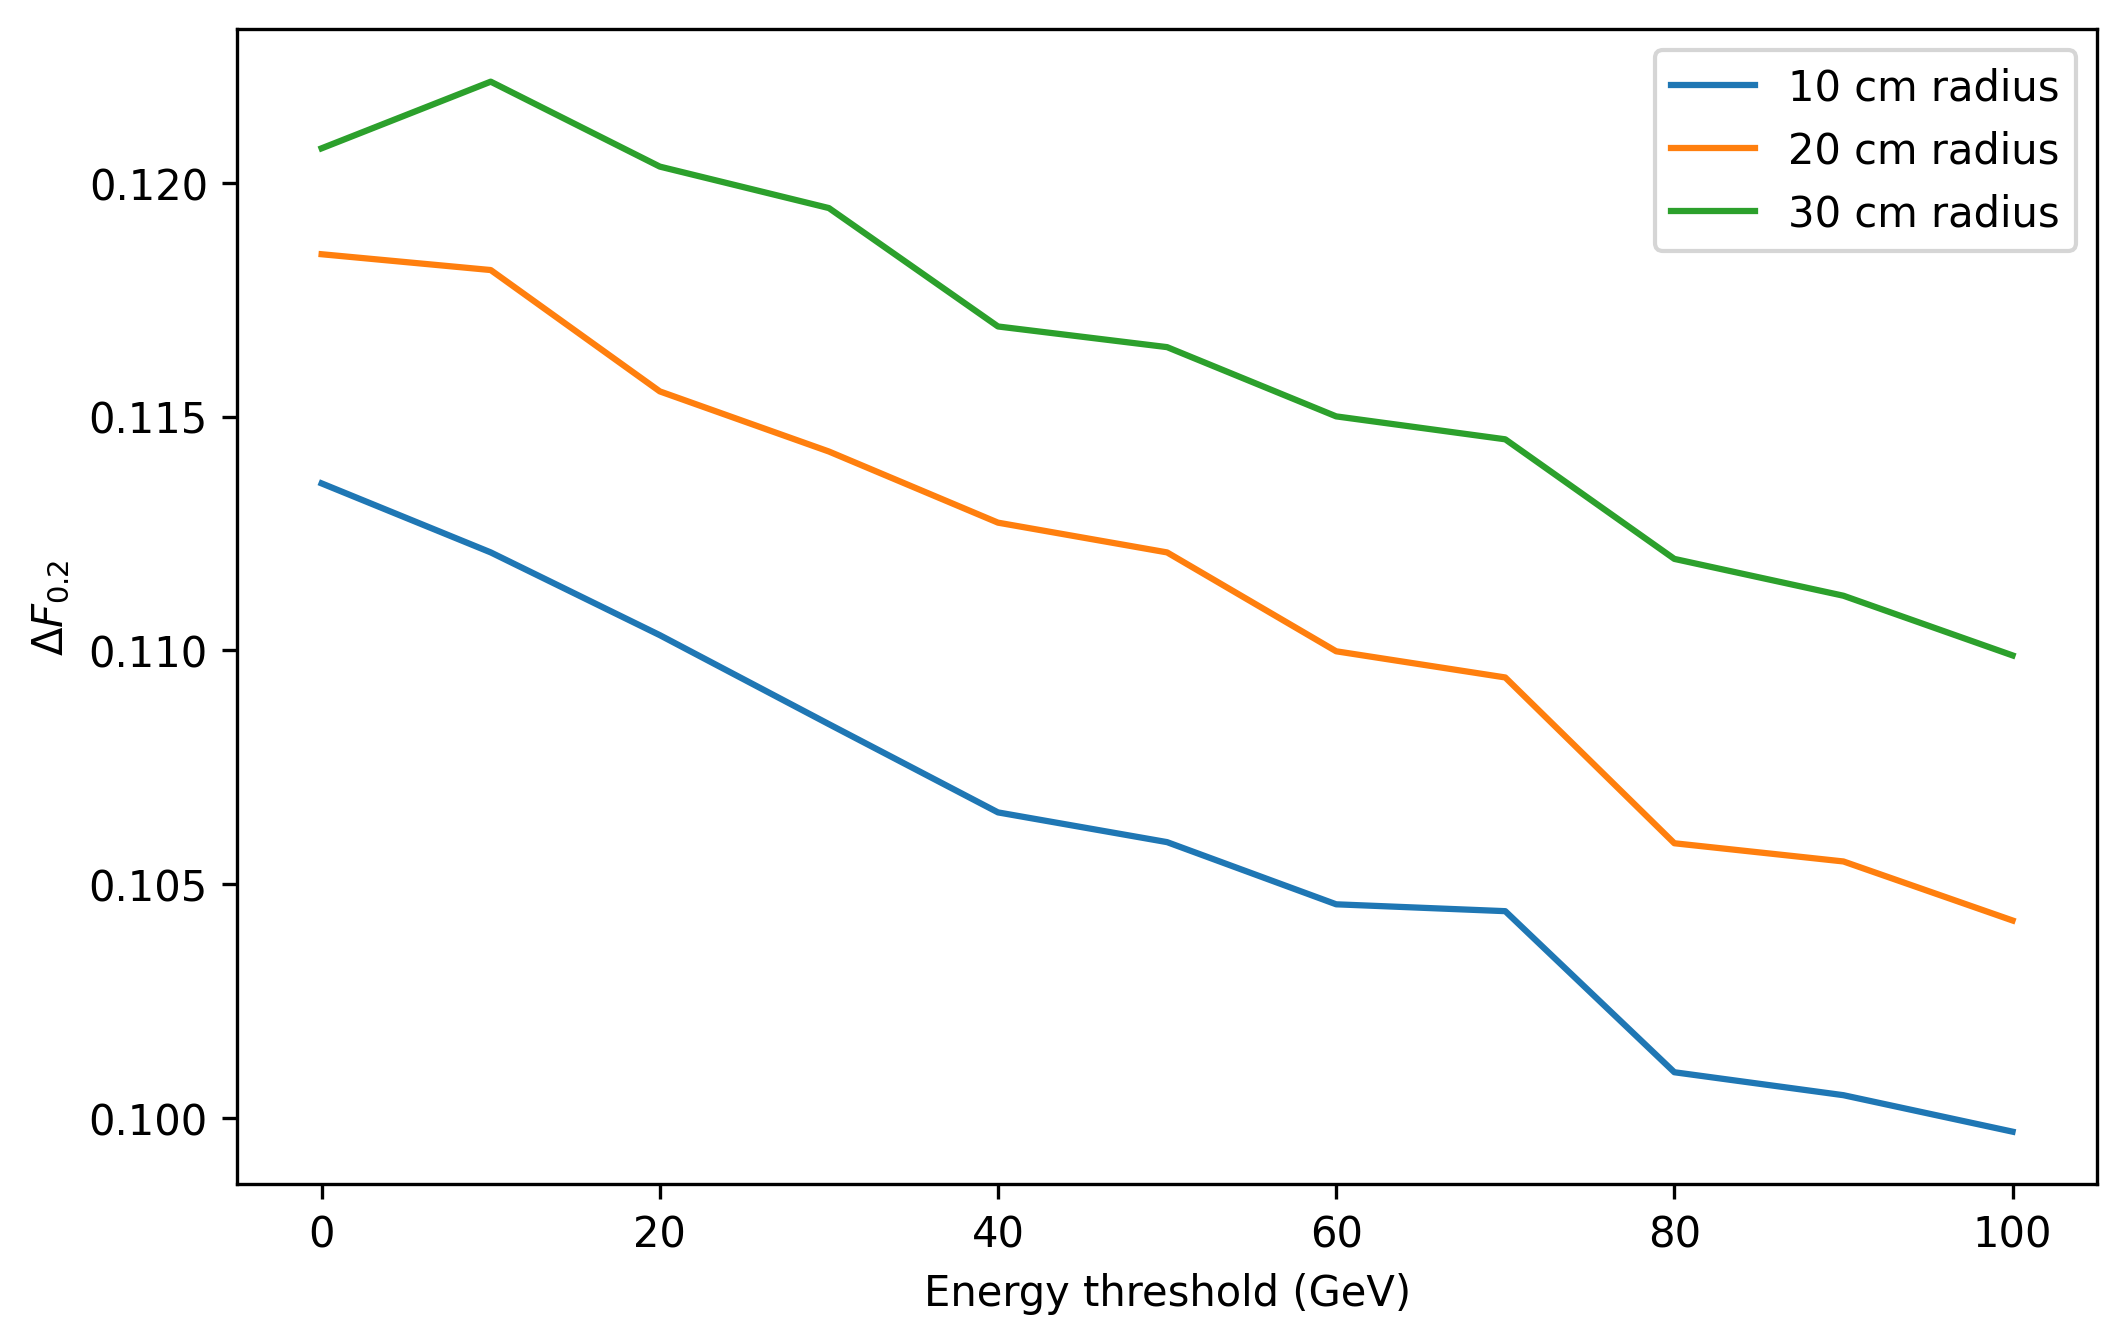 10 cm radius
20 cm radius
30 cm radius
0.120
0.115
0.110
0.105
0.100
ΔF0.2
0 20 40 60 80 100
Energy threshold (GeV)